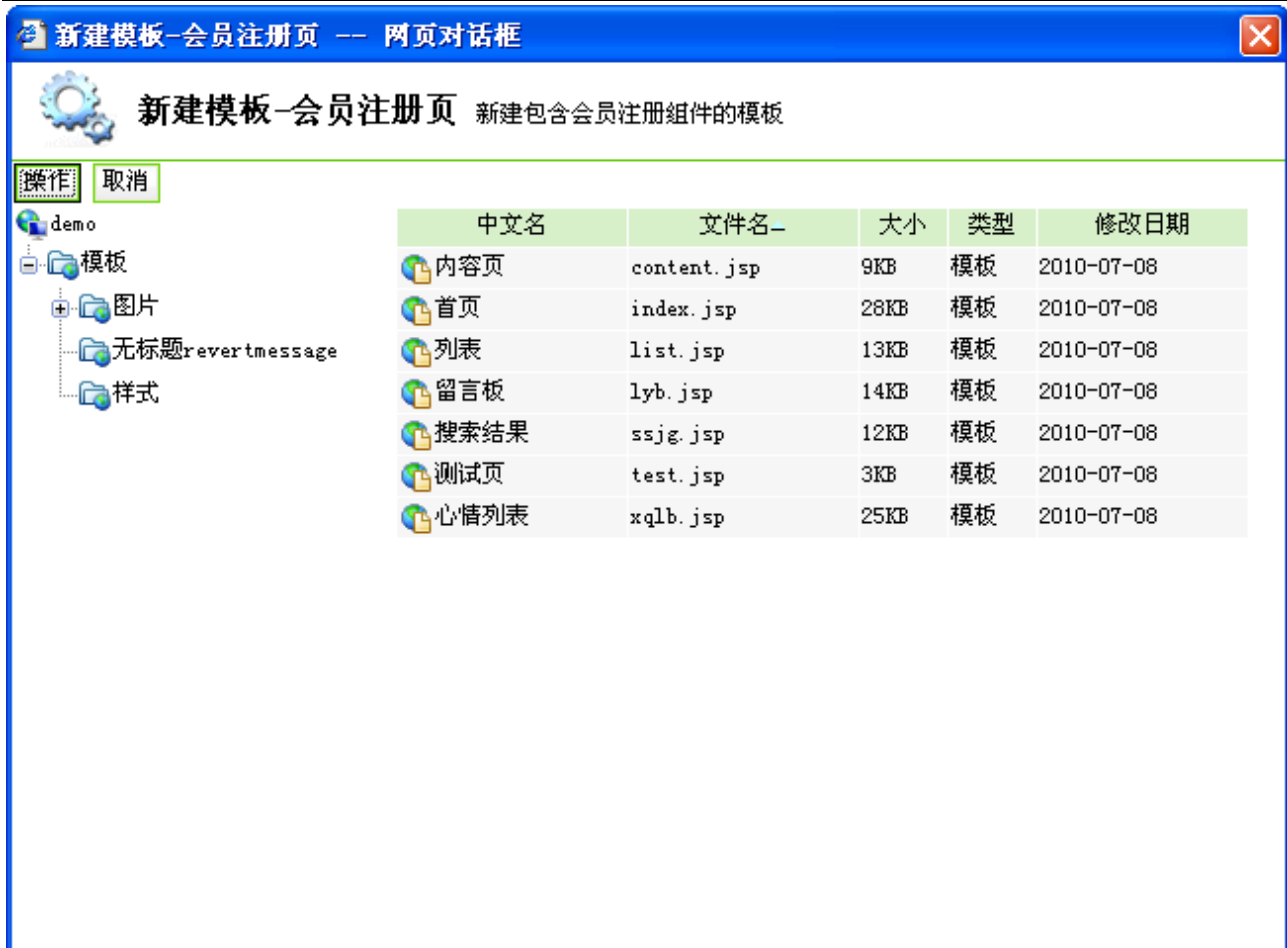 新建模板-会员注册页 -- 网页对话框
新建模板-会员注册页 新建包含会员注册组件的模板
操作 取消
demo
模板
图片
无标题revertmessage
样式
中文名 文件名 大小 类型 修改日期
内容页 content.jsp 9KB 模板 2010-07-08
首页 index.jsp 28KB 模板 2010-07-08
列表 list.jsp 13KB 模板 2010-07-08
留言板 lyb.jsp 14KB 模板 2010-07-08
搜索结果 ssjg.jsp 12KB 模板 2010-07-08
测试页 test.jsp 3KB 模板 2010-07-08
心情列表 xqlb.jsp 25KB 模板 2010-07-08